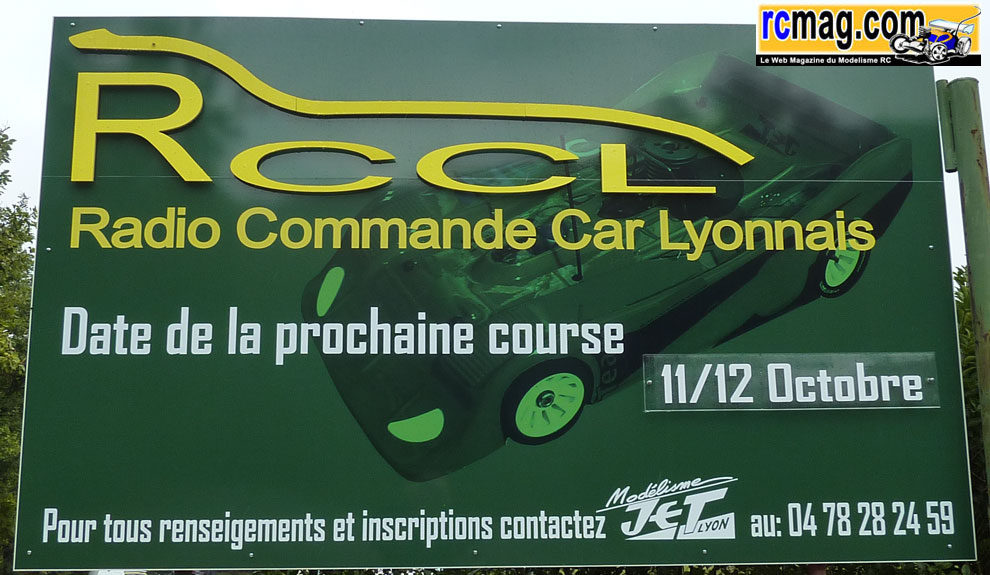 rcmag.com
Le Web Magazine du Modelisme RC
RCCL
Radio Commande Car Lyonnais
Date de la prochaine course
11/12 Octobre
Pour tous renseigements et inscriptions contactez Modélisme JET LYON au: 04 78 28 24 59